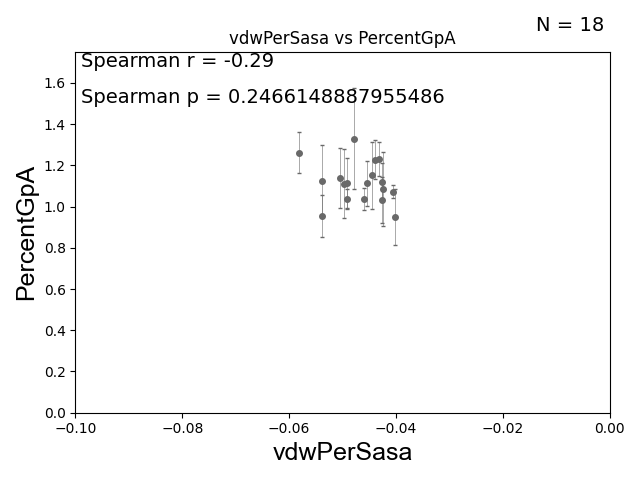 N = 18
vdwPerSasa vs PercentGpA
Spearman r = -0.29
Spearman p = 0.2466148887955486
PercentGpA
1.6
1.4
1.2
1.0
0.8
0.6
0.4
0.2
0.0
−0.10
−0.08
−0.06
−0.04
−0.02
0.00
vdwPerSasa